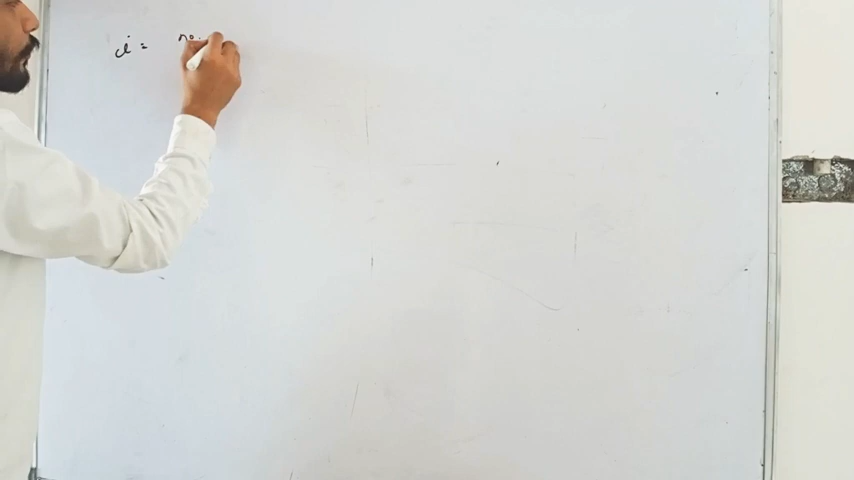 i = no.